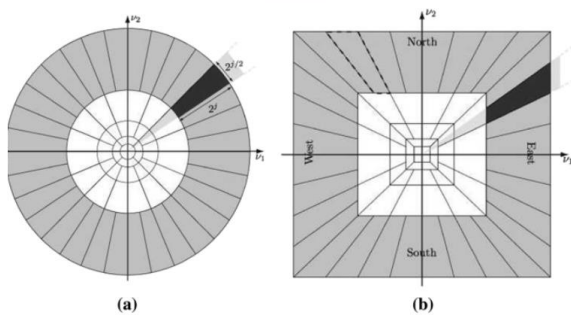 ν₂
2^{j/2}
2^j
ν₁
(a)
ν₂
North
West
East
ν₁
South
(b)